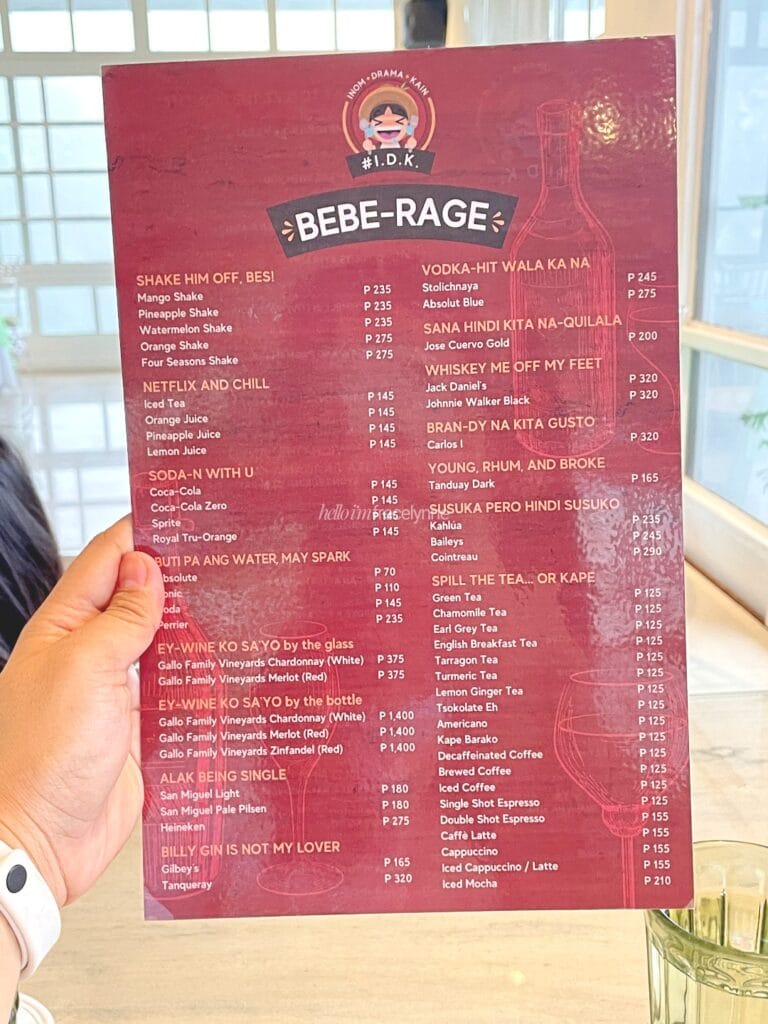 INOM • DRAMA • KAIN
#I.D.K.
BEBE-RAGE
SHAKE HIM OFF, BES!
Mango Shake P 235
Pineapple Shake P 235
Watermelon Shake P 235
Orange Shake P 275
Four Seasons Shake P 275
NETFLIX AND CHILL
Iced Tea P 145
Orange Juice P 145
Pineapple Juice P 145
Lemon Juice P 145
SODA-N WITH U
Coca-Cola P 145
Coca-Cola Zero P 145
Sprite P 145
Royal Tru-Orange P 145
BUTI PA ANG WATER, MAY SPARK
Absolute P 70
onic P 110
oda P 145
Perrier P 235
EY-WINE KO SA'YO by the glass
Gallo Family Vineyards Chardonnay (White) P 375
Gallo Family Vineyards Merlot (Red) P 375
EY-WINE KO SA'YO by the bottle
Gallo Family Vineyards Chardonnay (White) P 1,400
Gallo Family Vineyards Merlot (Red) P 1,400
Gallo Family Vineyards Zinfandel (Red) P 1,400
ALAK BEING SINGLE
San Miguel Light P 180
San Miguel Pale Pilsen P 180
Heineken P 275
BILLY GIN IS NOT MY LOVER
Gilbey's P 165
Tanqueray P 320
VODKA-HIT WALA KA NA
Stolichnaya P 245
Absolut Blue P 275
SANA HINDI KITA NA-QUILALA
Jose Cuervo Gold P 200
WHISKEY ME OFF MY FEET
Jack Daniel's P 320
Johnnie Walker Black P 320
BRAN-DY NA KITA GUSTO
Carlos I P 320
YOUNG, RHUM, AND BROKE
Tanduay Dark P 165
SUSUKA PERO HINDI SUSUKO
Kahlúa P 235
Baileys P 245
Cointreau P 290
SPILL THE TEA... OR KAPE
Green Tea P 125
Chamomile Tea P 125
Earl Grey Tea P 125
English Breakfast Tea P 125
Tarragon Tea P 125
Turmeric Tea P 125
Lemon Ginger Tea P 125
Tsokolate Eh P 125
Americano P 125
Kape Barako P 125
Decaffeinated Coffee P 125
Brewed Coffee P 125
Iced Coffee P 125
Single Shot Espresso P 125
Double Shot Espresso P 155
Caffè Latte P 155
Cappuccino P 155
Iced Cappuccino / Latte P 155
Iced Mocha P 210
hello i'm fracelynne